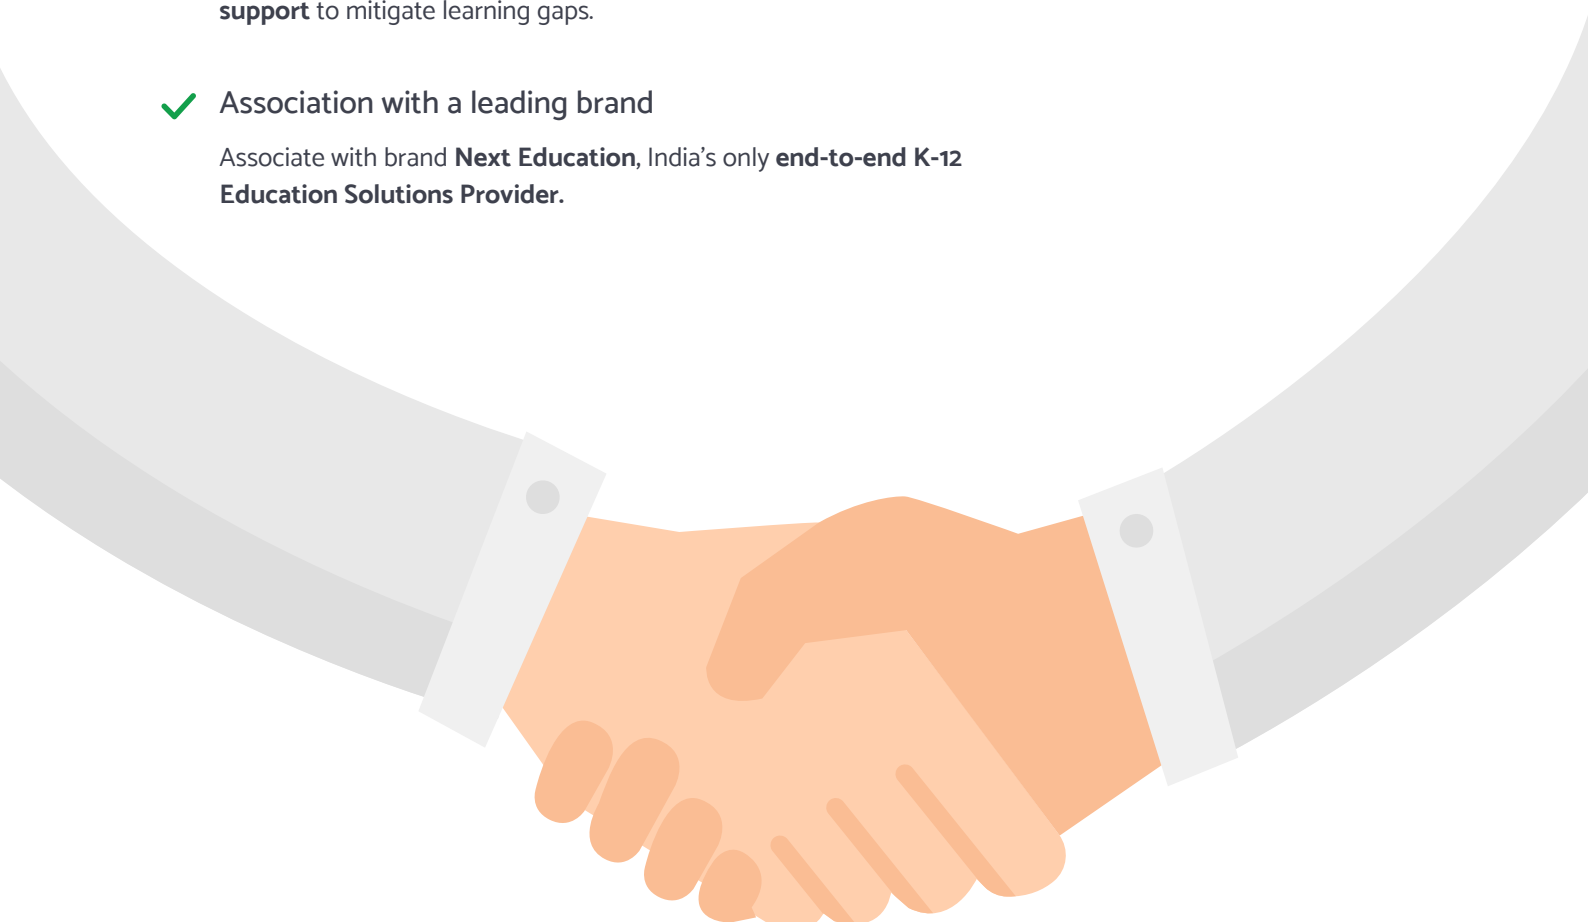 support to mitigate learning gaps.
Association with a leading brand
Associate with brand Next Education, India’s only end-to-end K-12
Education Solutions Provider.